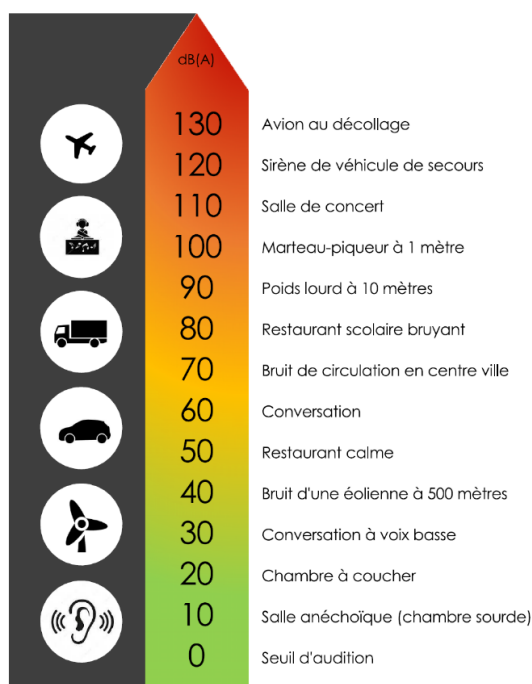 dB(A)
130 Avion au décollage
120 Sirène de véhicule de secours
110 Salle de concert
100 Marteau-piqueur à 1 mètre
90 Poids lourd à 10 mètres
80 Restaurant scolaire bruyant
70 Bruit de circulation en centre ville
60 Conversation
50 Restaurant calme
40 Bruit d'une éolienne à 500 mètres
30 Conversation à voix basse
20 Chambre à coucher
10 Salle anéchoïque (chambre sourde)
0 Seuil d'audition